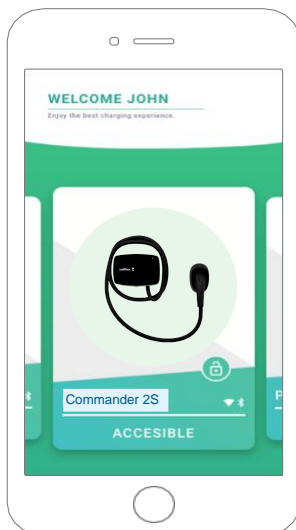 WELCOME JOHN
Enjoy the best charging experience.
Commander 2S
ACCESIBLE
P